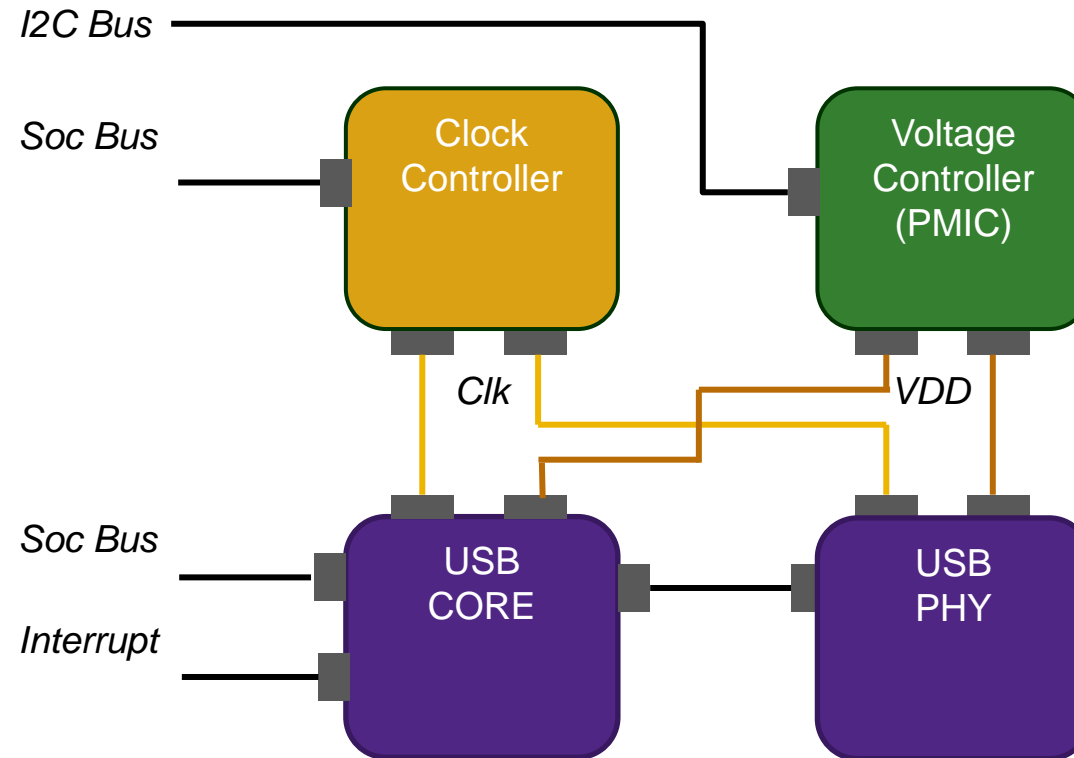 I2C Bus
Soc Bus
Clock
Controller
Voltage
Controller
(PMIC)
Clk
VDD
Soc Bus
Interrupt
USB
CORE
USB
PHY